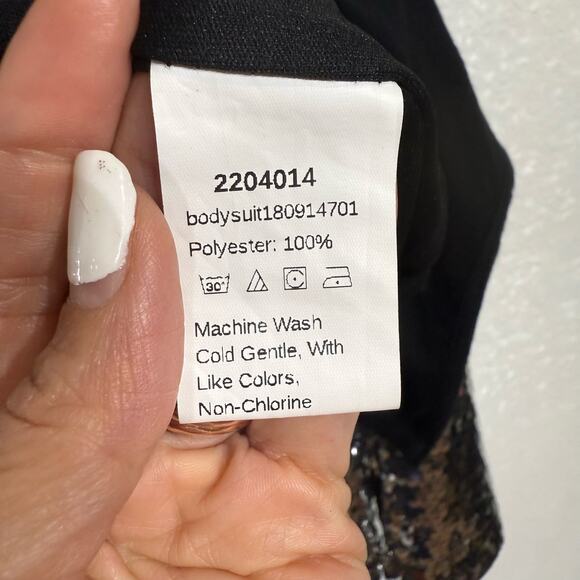 2204014
bodysuit180914701
Polyester: 100%
30°
Machine Wash
Cold Gentle, With
Like Colors,
Non-Chlorine